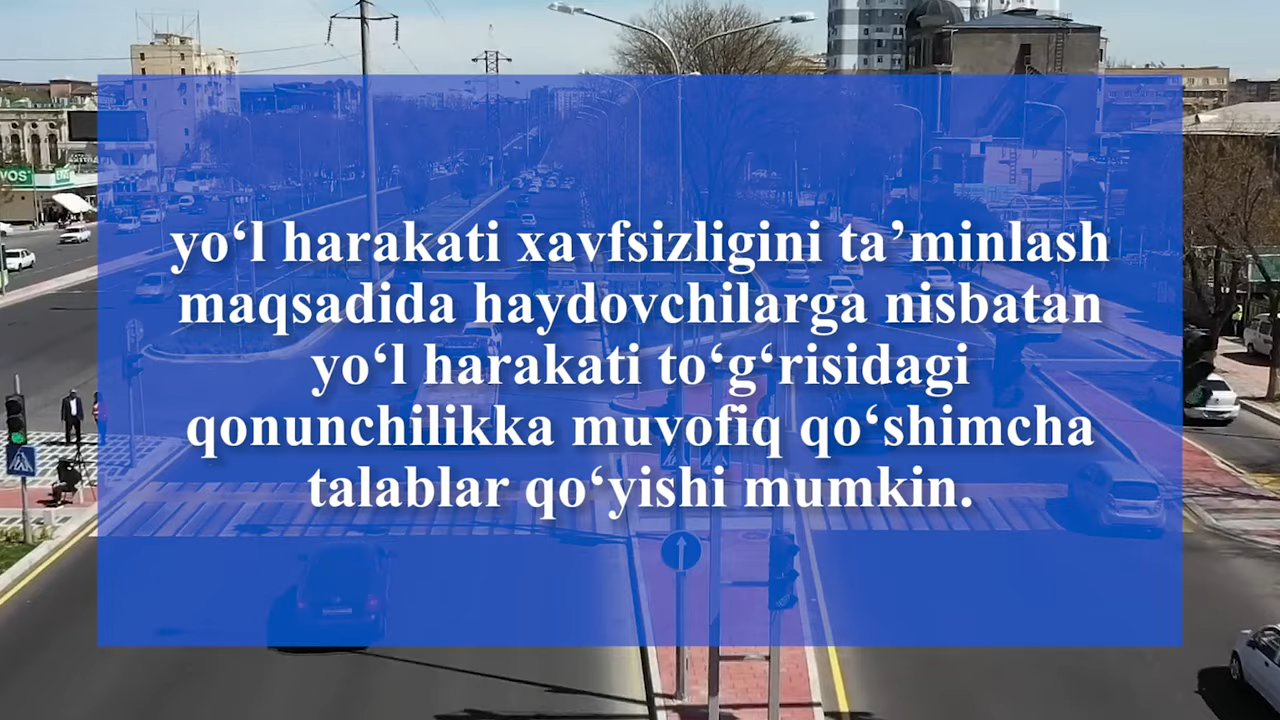 yo‘l harakati xavfsizligini ta’minlash
maqsadida haydovchilarga nisbatan
yo‘l harakati to‘g‘risidagi
qonunchilikka muvofiq qo‘shimcha
talablar qo‘yishi mumkin.
VOS'